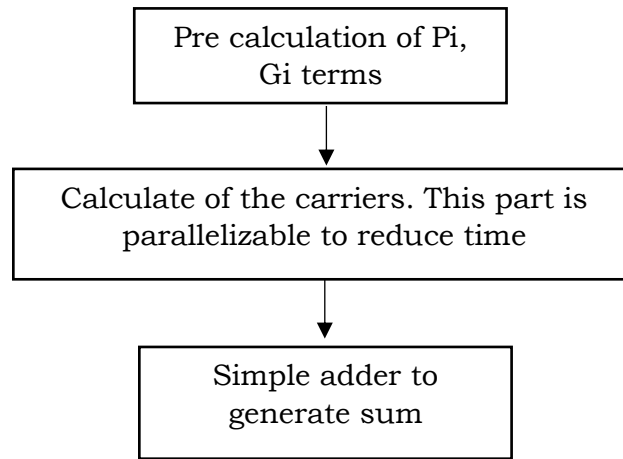 Pre calculation of Pi,
Gi terms
Calculate of the carriers. This part is
parallelizable to reduce time
Simple adder to
generate sum